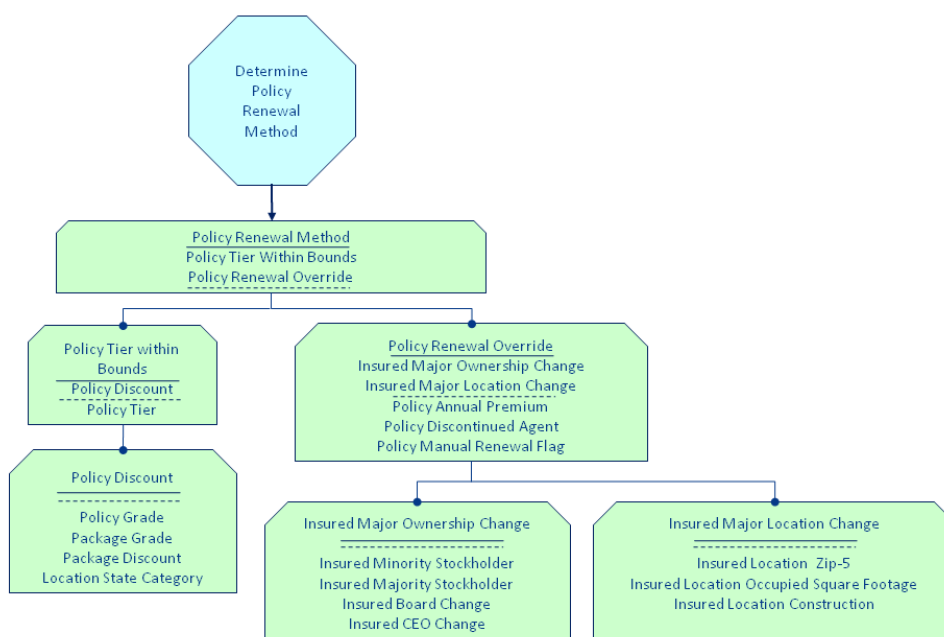 Determine
Policy
Renewal
Method
Policy Renewal Method
Policy Tier Within Bounds
Policy Renewal Override
Policy Tier within
Bounds
Policy Discount
Policy Tier
Policy Renewal Override
Insured Major Ownership Change
Insured Major Location Change
Policy Annual Premium
Policy Discontinued Agent
Policy Manual Renewal Flag
Policy Discount
Policy Grade
Package Grade
Package Discount
Location State Category
Insured Major Ownership Change
Insured Minority Stockholder
Insured Majority Stockholder
Insured Board Change
Insured CEO Change
Insured Major Location Change
Insured Location Zip-5
Insured Location Occupied Square Footage
Insured Location Construction